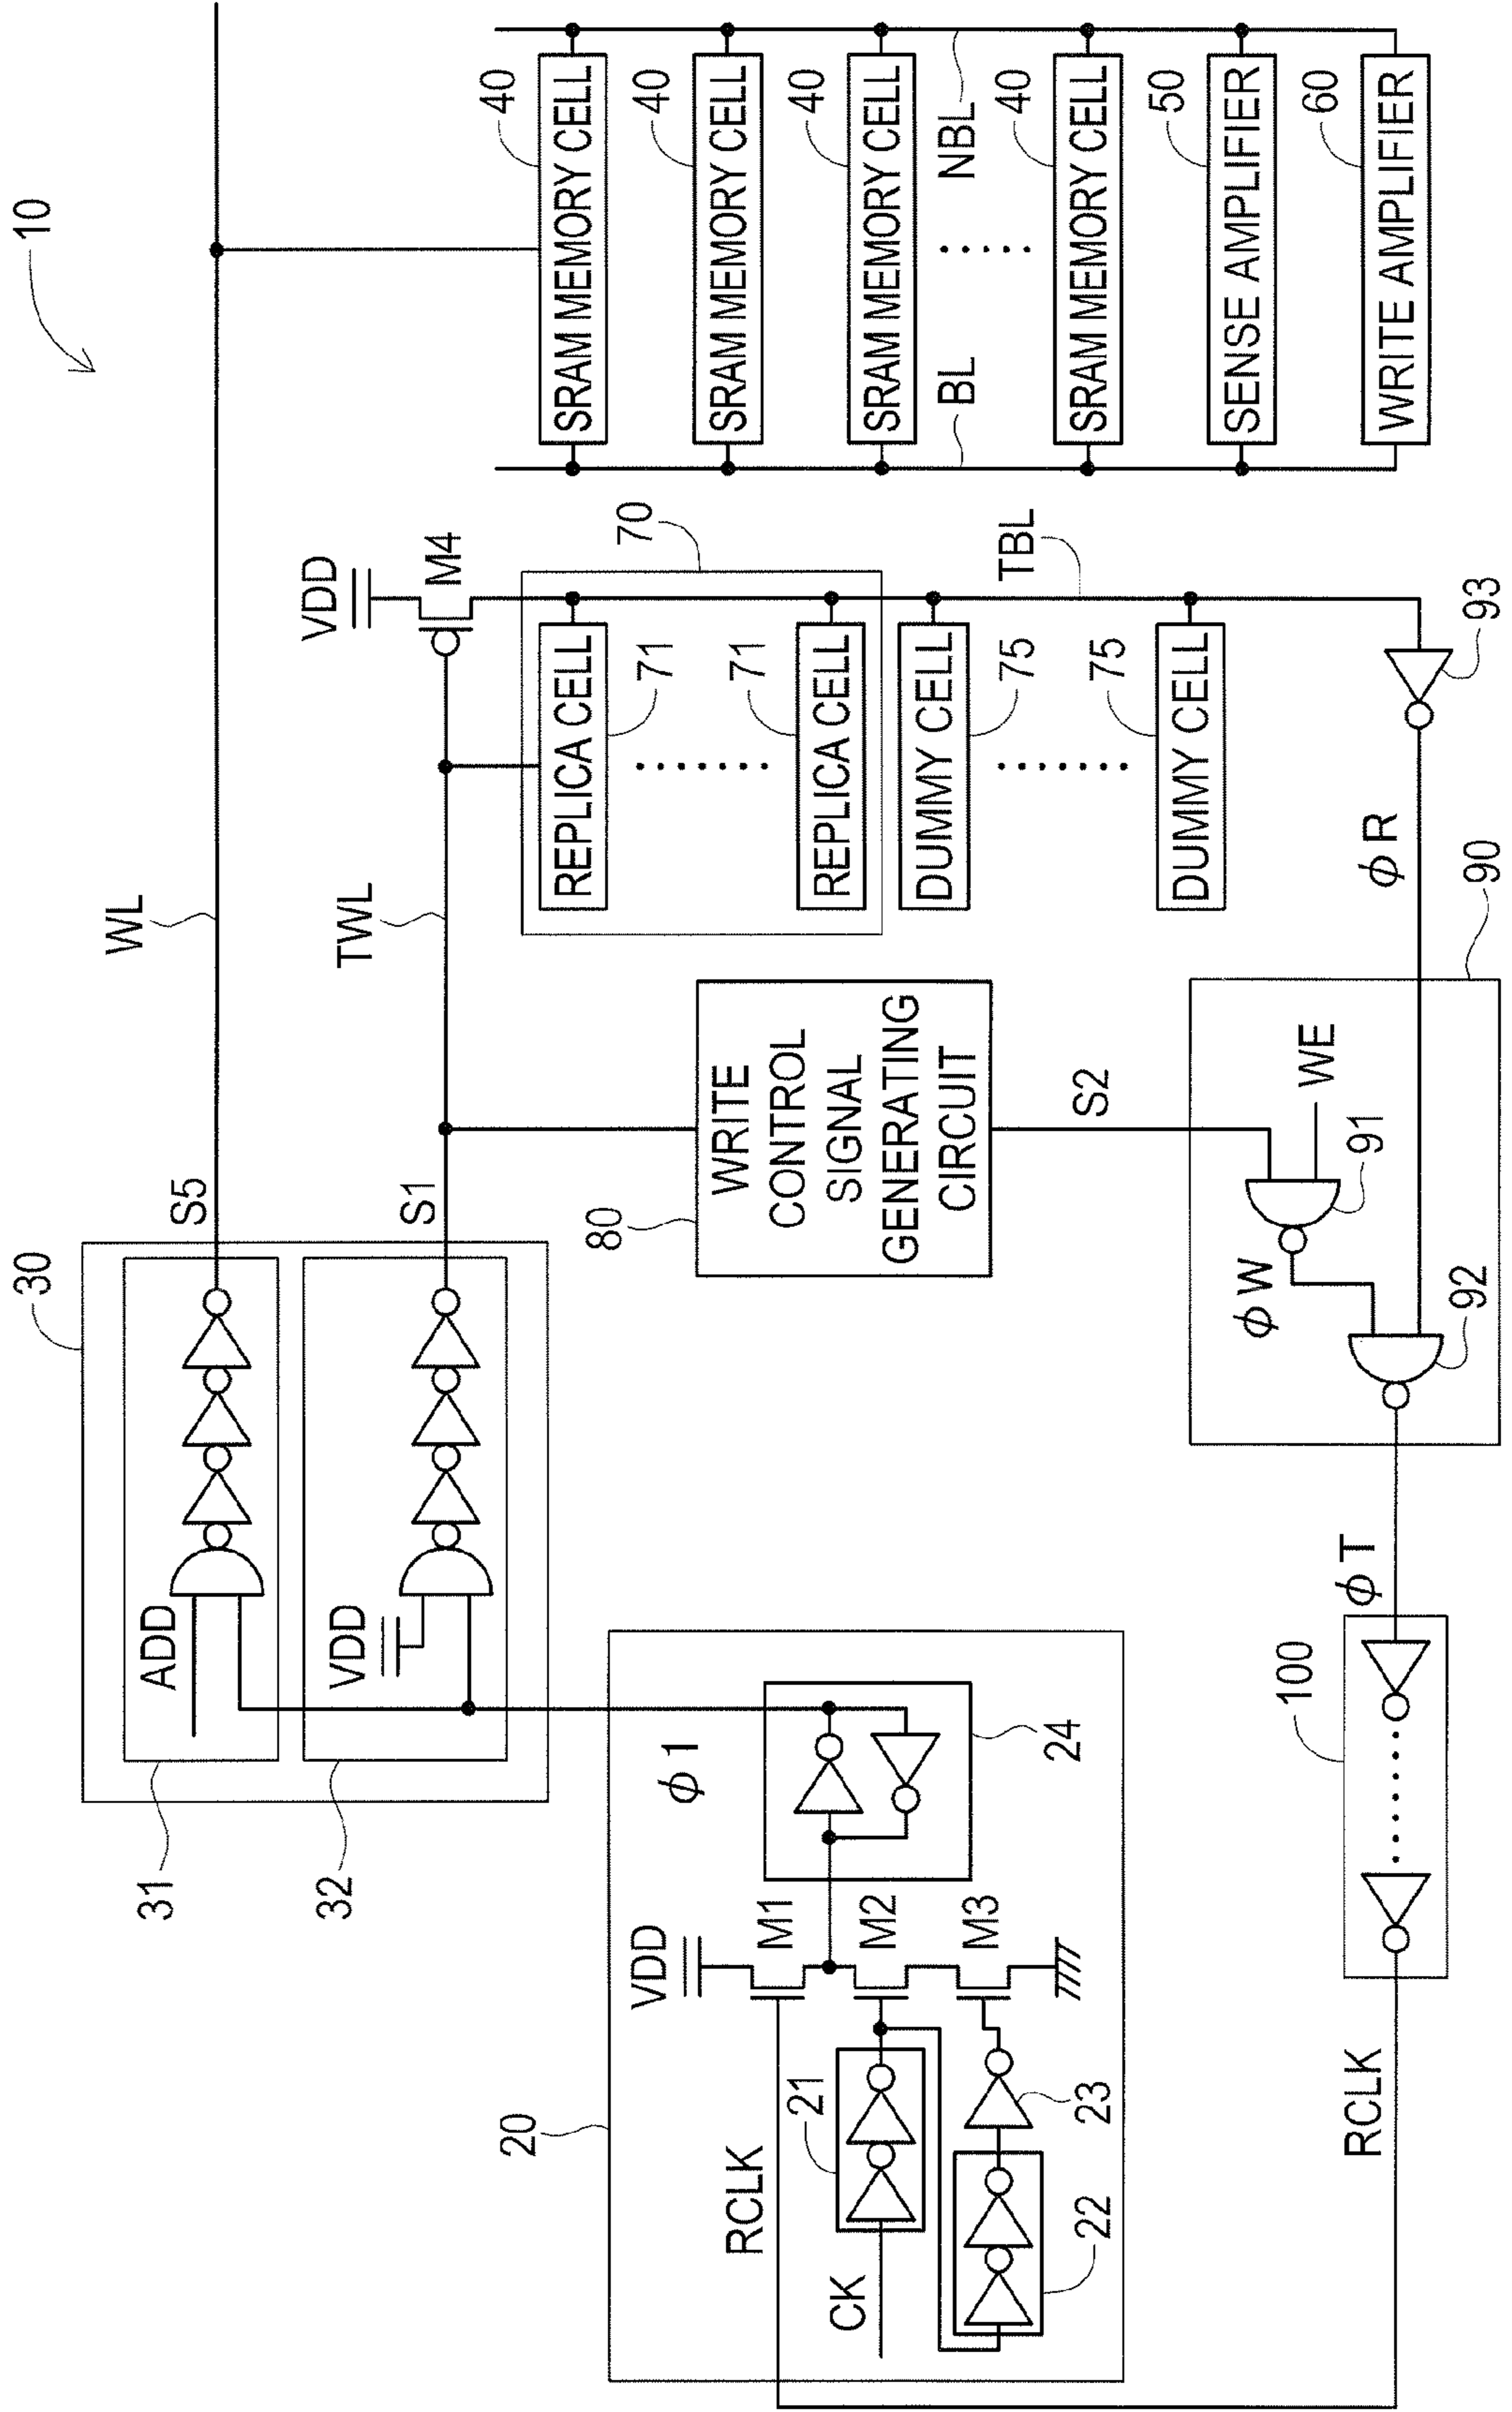 10
30
31
ADD
S5
WL
32
VDD
S1
TWL
VDD
M4
40
SRAM MEMORY CELL
40
SRAM MEMORY CELL
40
SRAM MEMORY CELL
BL
NBL
40
SRAM MEMORY CELL
50
SENSE AMPLIFIER
60
WRITE AMPLIFIER
70
REPLICA CELL
71
71
REPLICA CELL
DUMMY CELL
75
75
DUMMY CELL
TBL
93
80
WRITE
CONTROL
SIGNAL
GENERATING
CIRCUIT
S2
20
RCLK
VDD
M1
ϕ1
21
CK
M2
M3
22
23
24
90
WE
91
ϕW
ϕR
92
ϕT
100
RCLK